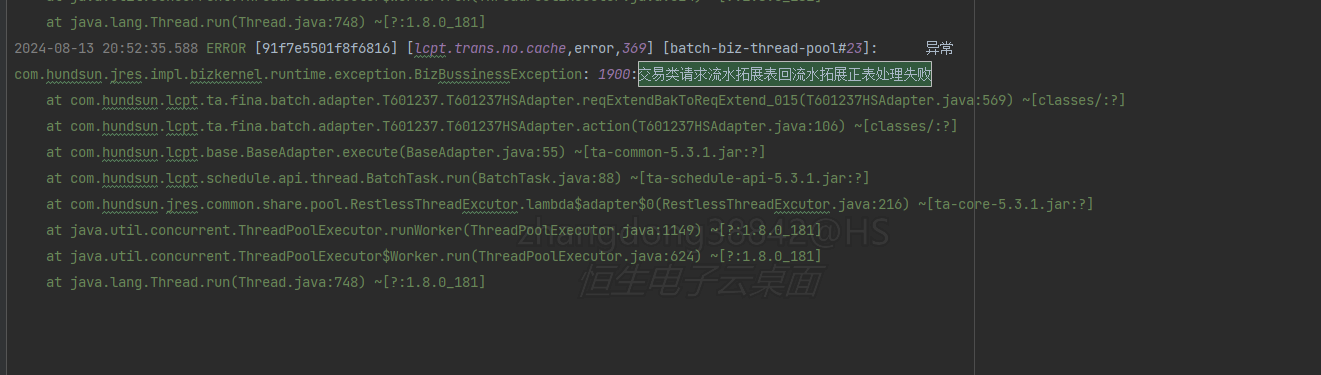 at java.lang.Thread.run(Thread.java:748) ~[?:1.8.0_181]
2024-08-13 20:52:35.588 ERROR [91f7e5501f8f6816] [lcpt.trans.no.cache,error,369] [batch-biz-thread-pool#23]: 异常
com.hundsun.jres.impl.bizkernel.runtime.exception.BizBussinessException: 1900:交易类请求流水拓展表回流水拓展正表处理失败
at com.hundsun.lcpt.ta.fina.batch.adapter.T601237.T601237HSAdapter.reqExtendBakToReqExtend_015(T601237HSAdapter.java:569) ~[classes/:?]
at com.hundsun.lcpt.ta.fina.batch.adapter.T601237.T601237HSAdapter.action(T601237HSAdapter.java:106) ~[classes/:?]
at com.hundsun.lcpt.base.BaseAdapter.execute(BaseAdapter.java:55) ~[ta-common-5.3.1.jar:?]
at com.hundsun.lcpt.schedule.api.thread.BatchTask.run(BatchTask.java:88) ~[ta-schedule-api-5.3.1.jar:?]
at com.hundsun.jres.common.share.pool.RestlessThreadExcutor.lambda$adapter$0(RestlessThreadExcutor.java:216) ~[ta-core-5.3.1.jar:?]
at java.util.concurrent.ThreadPoolExecutor.runWorker(ThreadPoolExecutor.java:1149) ~[?:1.8.0_181]
zhangdong38842@HS
at java.util.concurrent.ThreadPoolExecutor$Worker.run(ThreadPoolExecutor.java:624) ~[?:1.8.0_181]
at java.lang.Thread.run(Thread.java:748) ~[?:1.8.0_181]
恒生电子云桌面